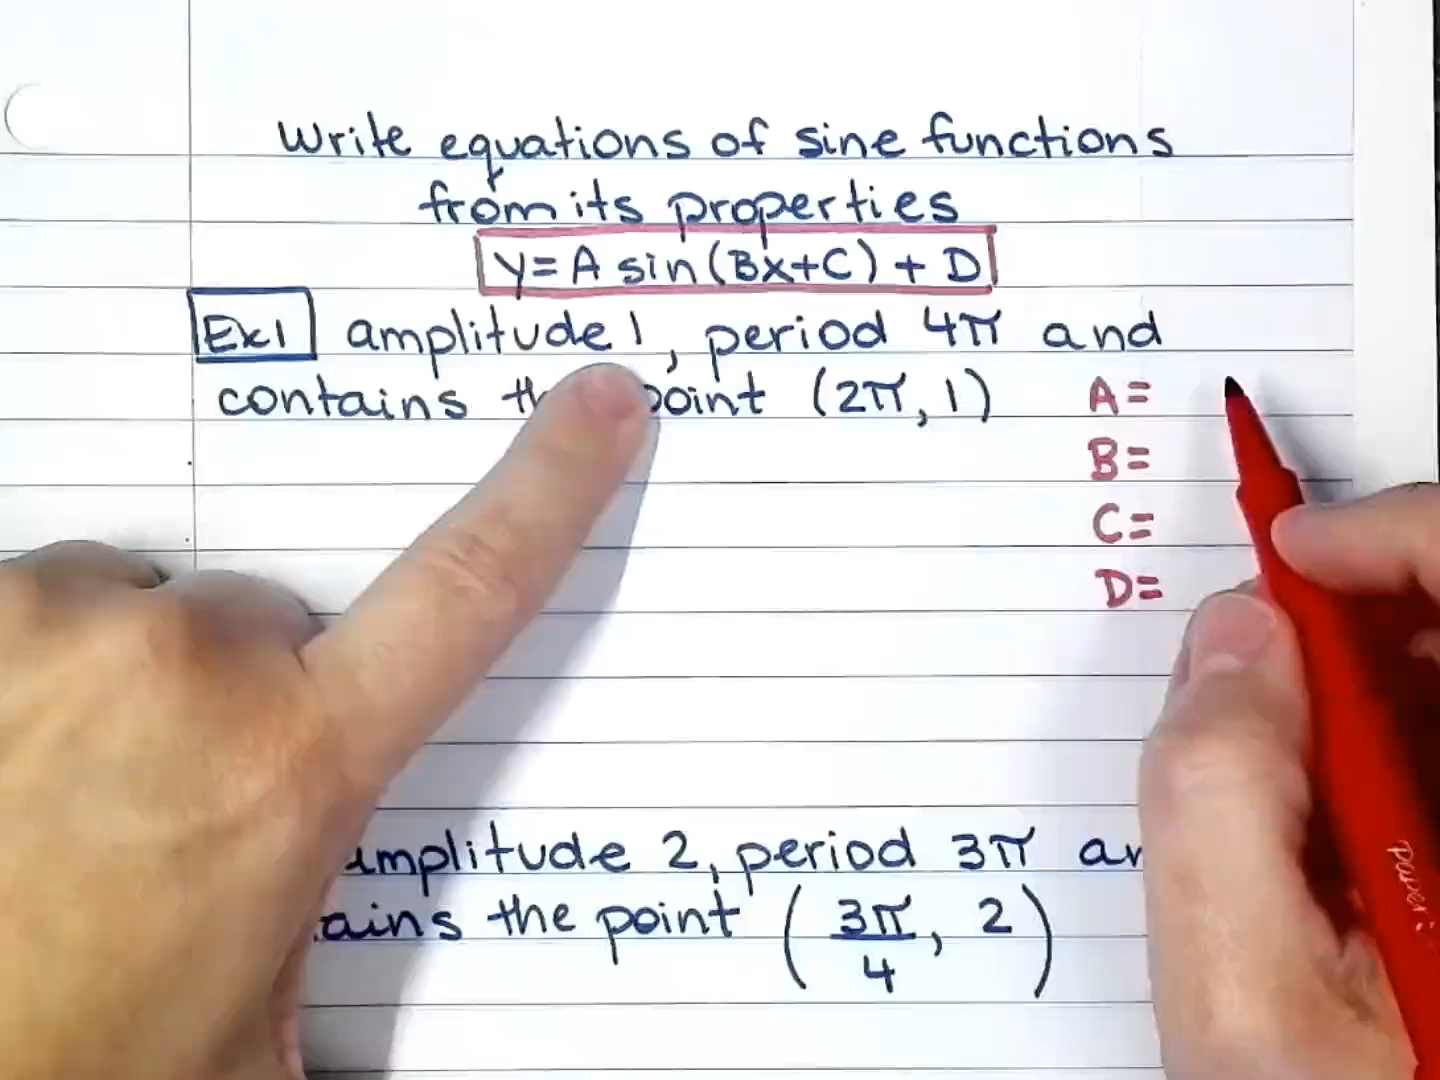 Write equations of sine functions
from its properties
y = A sin (Bx+C) + D
Ex1 amplitude 1, period 4π and
contains point (2π, 1)
A =
B =
C =
D =
amplitude 2, period 3π
the point (3π/4, 2)